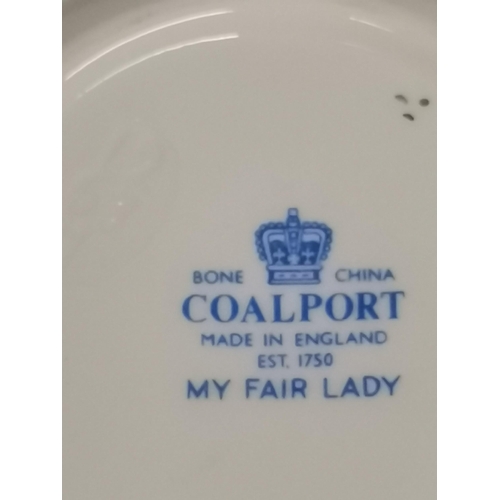 BONE CHINA
COALPORT
MADE IN ENGLAND
EST. 1750
MY FAIR LADY